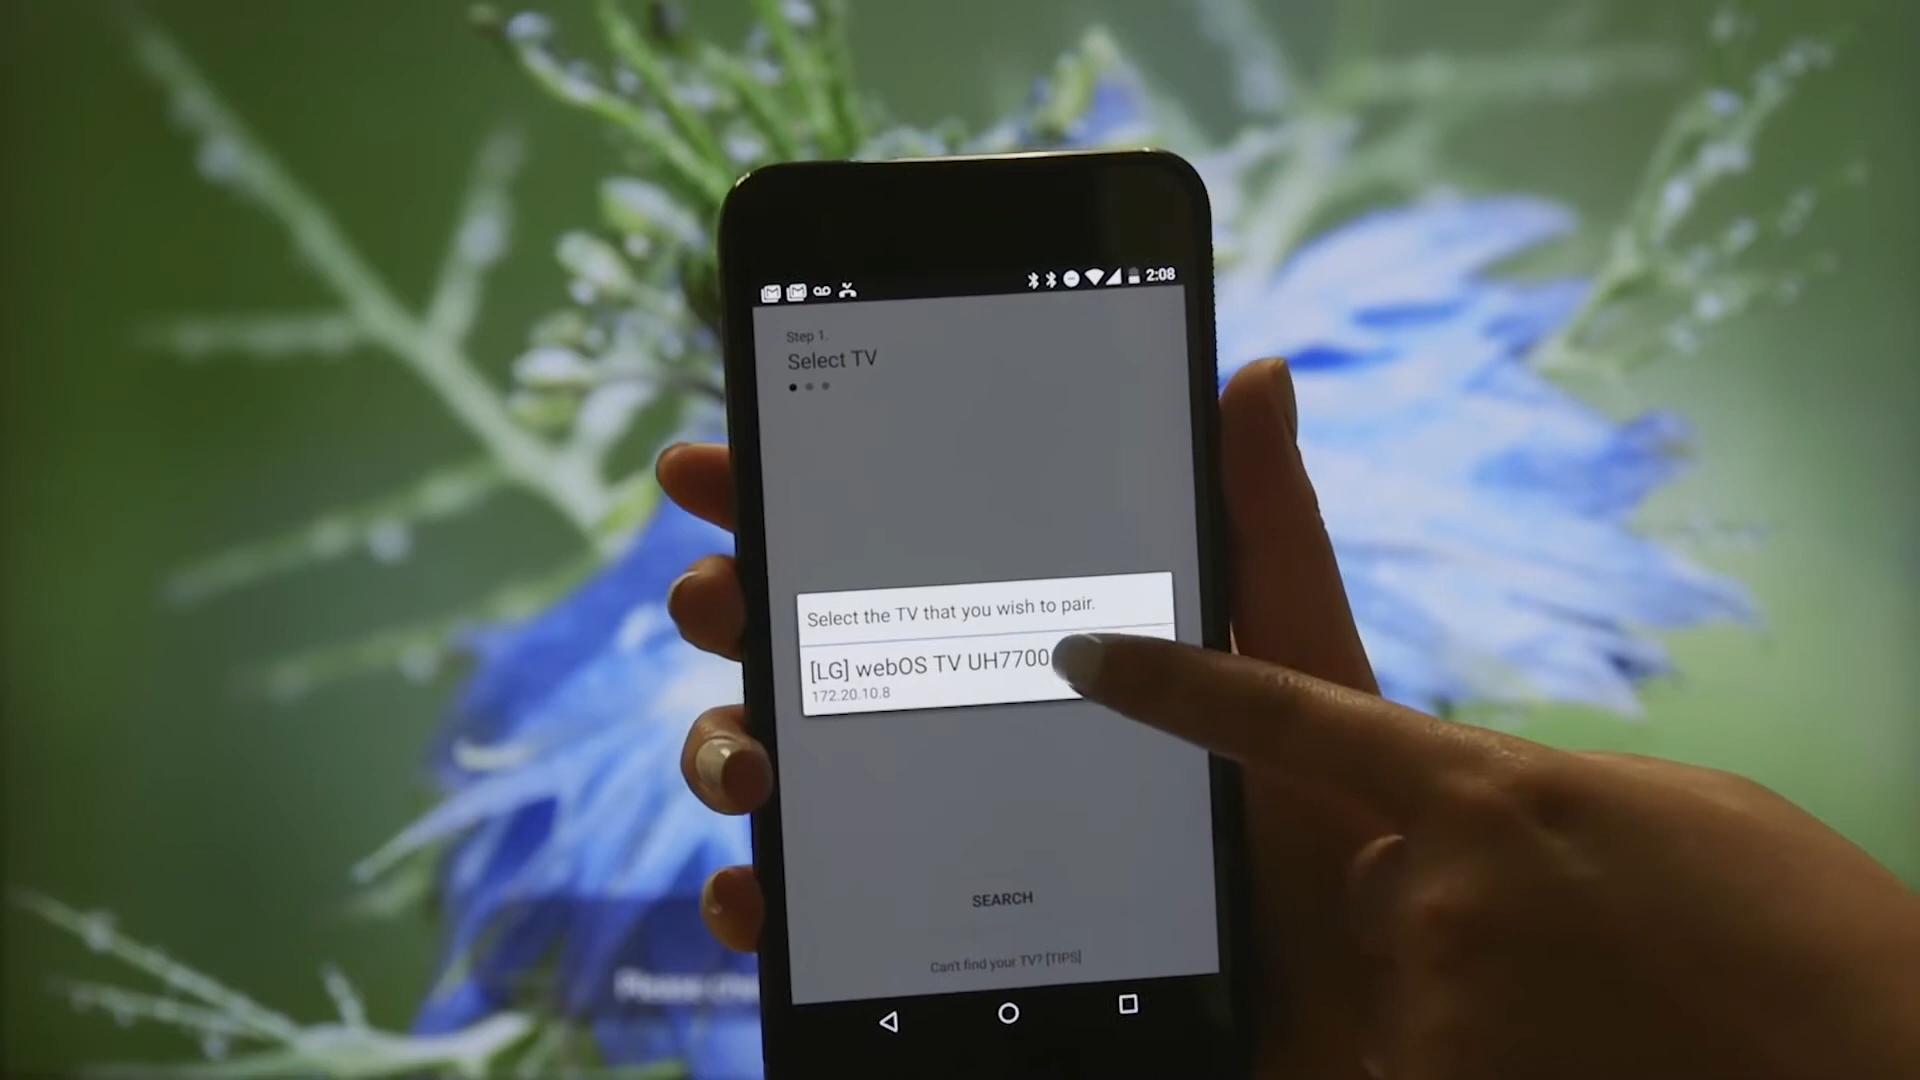 2:08
Step 1.
Select TV
Select the TV that you wish to pair.
[LG] webOS TV UH7700
172.20.10.8
SEARCH
Can't find your TV? [TIPS]
Please